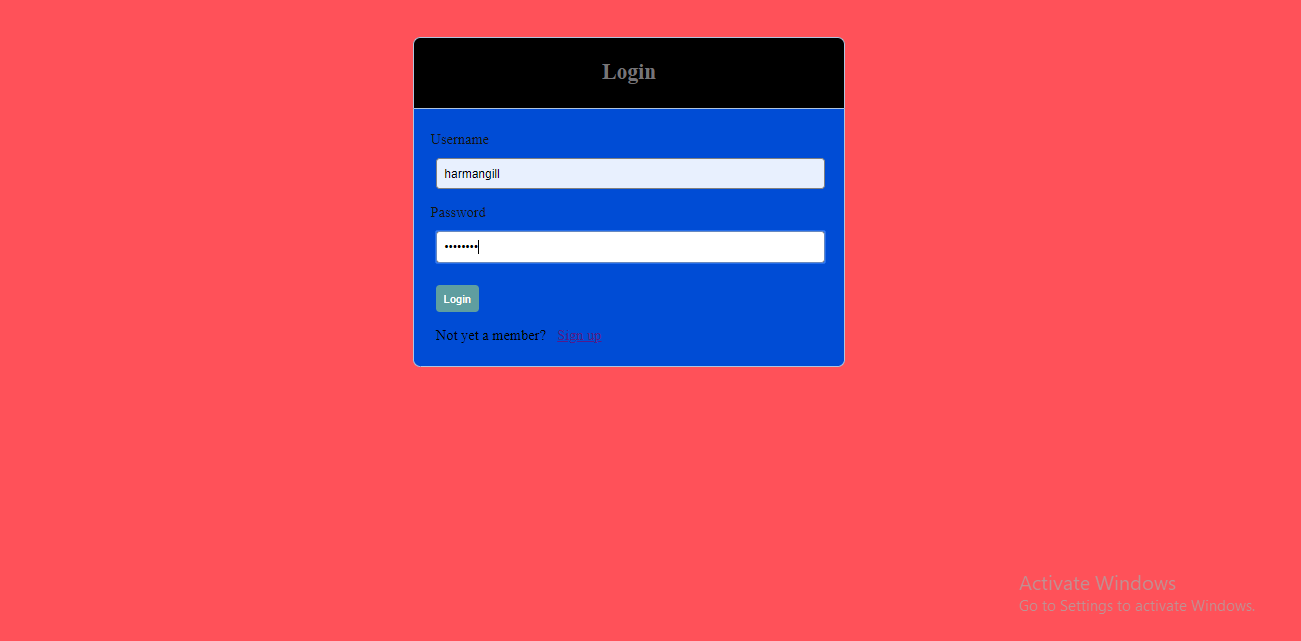 Login
Username
harmangill
Password
••••••••
Login
Not yet a member? Sign up
Activate Windows
Go to Settings to activate Windows.